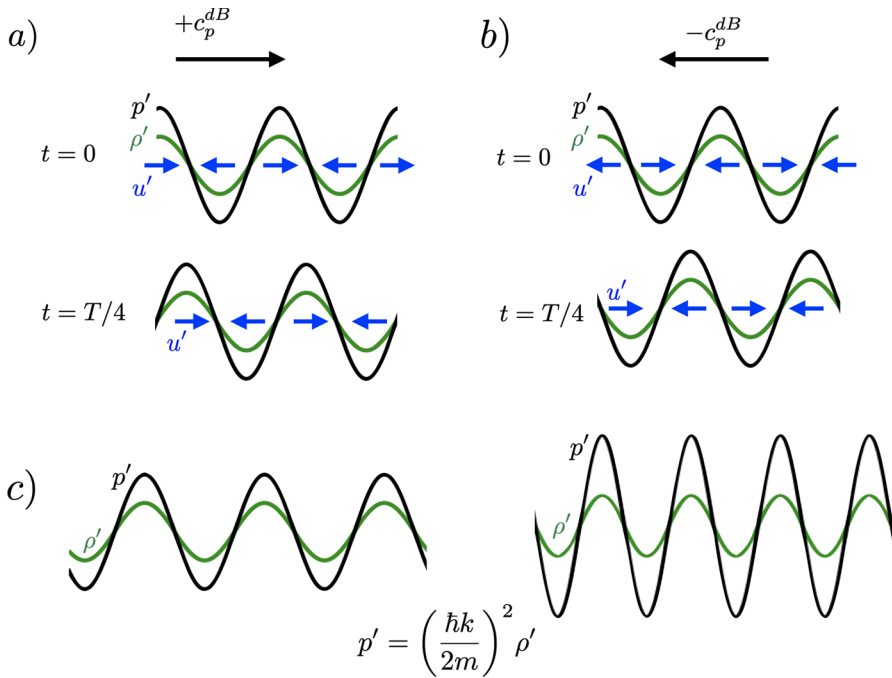 a)
+c_p^{dB}
p′
ρ′
t = 0
u′
t = T/4
u′
b)
−c_p^{dB}
p′
ρ′
t = 0
u′
u′
t = T/4
c)
p′
ρ′
p′
ρ′
p′ = (ħk/2m)² ρ′